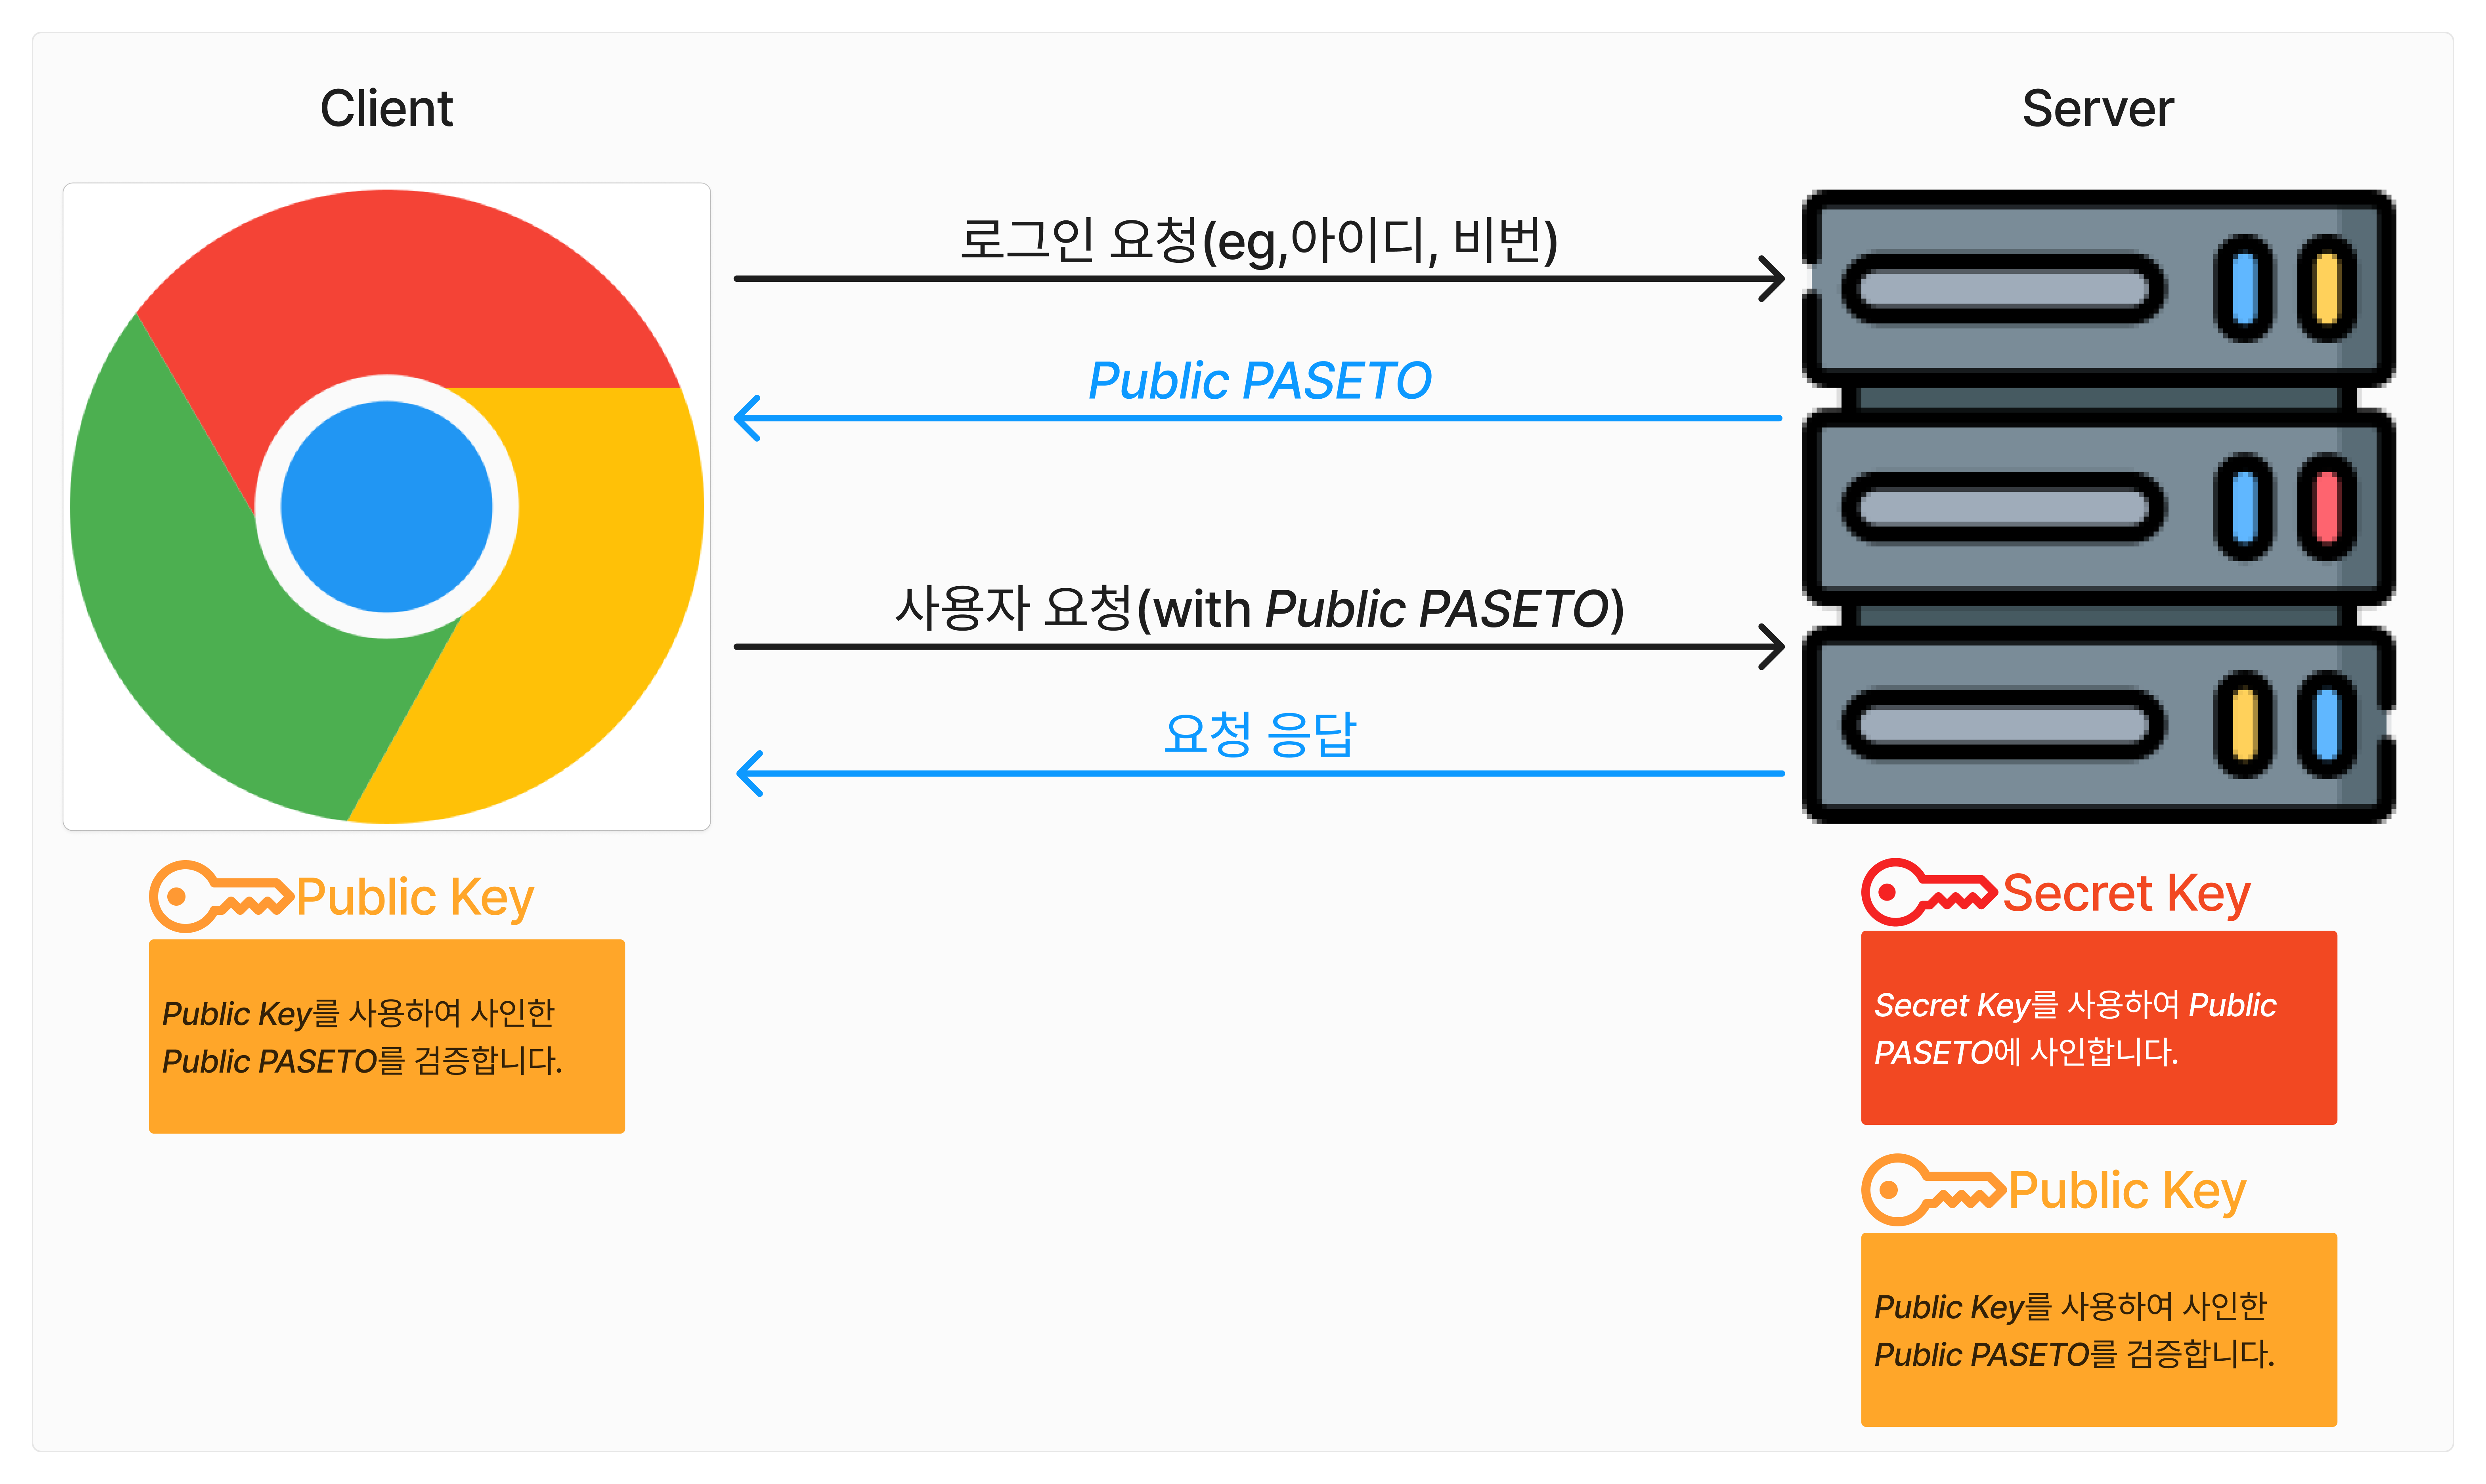 Client
Server
로그인 요청(eg,아이디, 비번)
Public PASETO
사용자 요청(with Public PASETO)
요청 응답
Public Key
Public Key를 사용하여 사인한
Public PASETO를 검증합니다.
Secret Key
Secret Key를 사용하여 Public
PASETO에 사인합니다.
Public Key
Public Key를 사용하여 사인한
Public PASETO를 검증합니다.